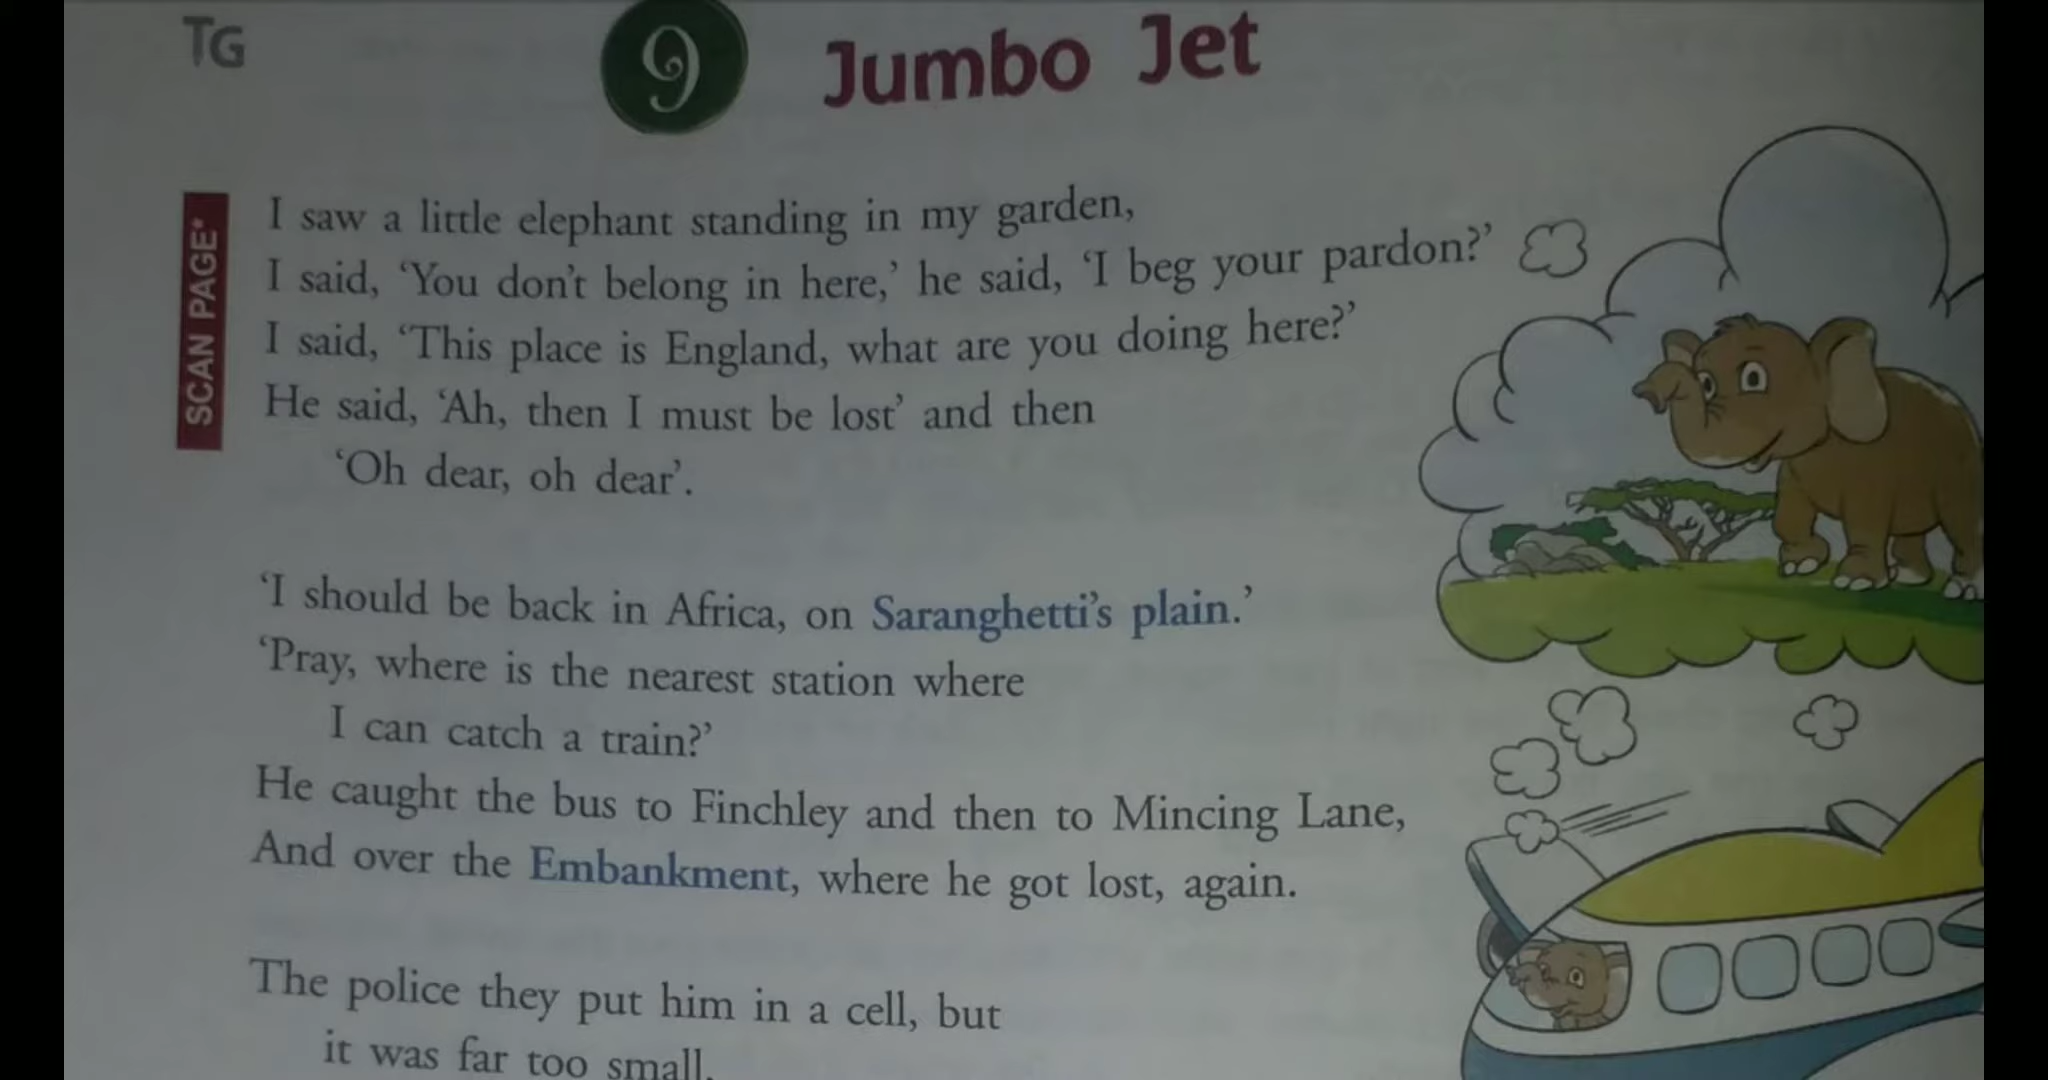 TG
9 Jumbo Jet
SCAN PAGE*
I saw a little elephant standing in my garden,
I said, ‘You don’t belong in here,’ he said, ‘I beg your pardon?’
I said, ‘This place is England, what are you doing here?’
He said, ‘Ah, then I must be lost’ and then
‘Oh dear, oh dear’.
‘I should be back in Africa, on Saranghetti’s plain.’
‘Pray, where is the nearest station where
I can catch a train?’
He caught the bus to Finchley and then to Mincing Lane,
And over the Embankment, where he got lost, again.
The police they put him in a cell, but
it was far too small,